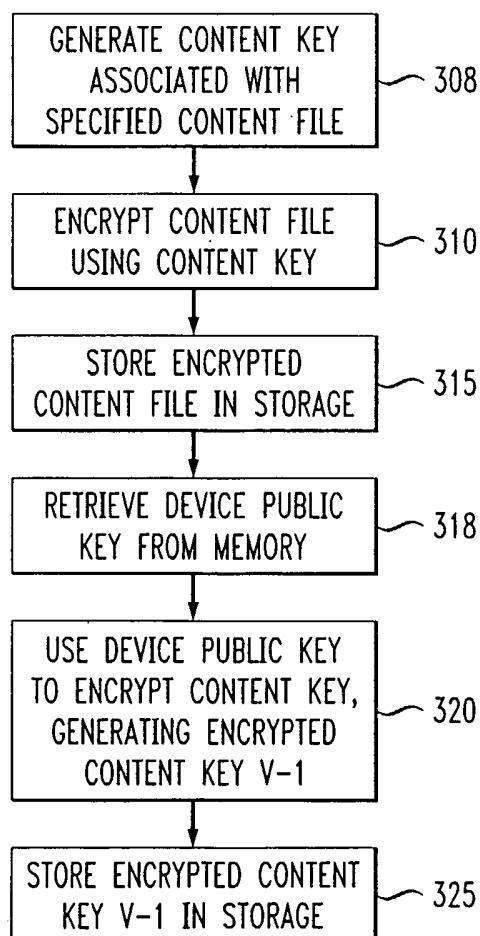 GENERATE CONTENT KEY
ASSOCIATED WITH
SPECIFIED CONTENT FILE
308
ENCRYPT CONTENT FILE
USING CONTENT KEY
310
STORE ENCRYPTED
CONTENT FILE IN STORAGE
315
RETRIEVE DEVICE PUBLIC
KEY FROM MEMORY
318
USE DEVICE PUBLIC KEY
TO ENCRYPT CONTENT KEY,
GENERATING ENCRYPTED
CONTENT KEY V-1
320
STORE ENCRYPTED CONTENT
KEY V-1 IN STORAGE
325